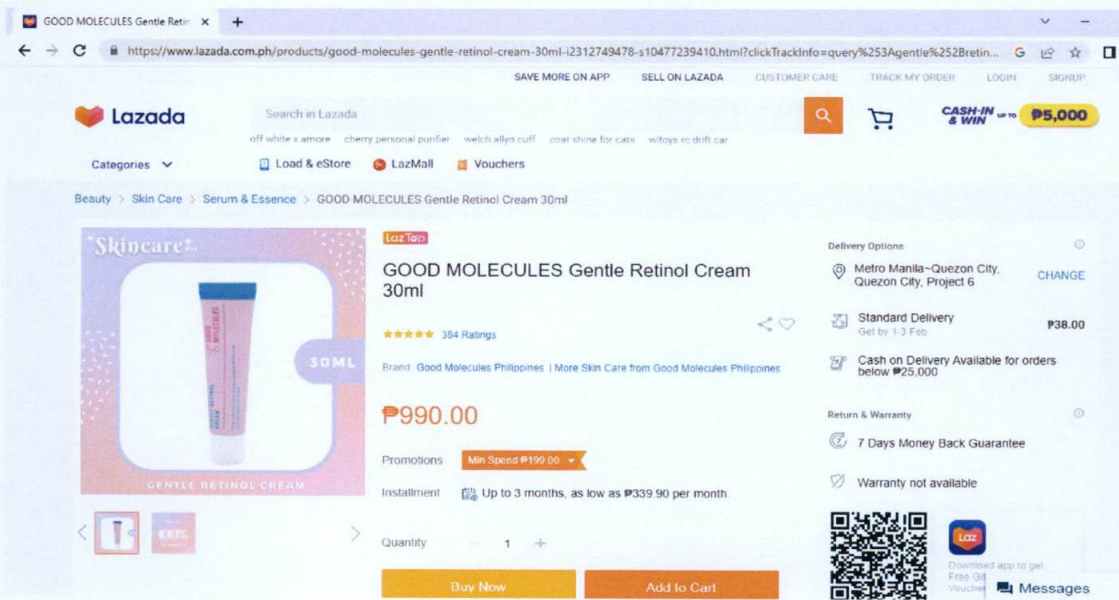 GOOD MOLECULES Gentle Retin
https://www.lazada.com.ph/products/good-molecules-gentle-retinol-cream-30ml-i2312749478-s10477239410.html?clickTrackInfo=query%253Agentle%252Bretin...
SAVE MORE ON APP SELL ON LAZADA CUSTOMER CARE TRACK MY ORDER LOGIN SIGNUP
Lazada
Search in Lazada
CASH-IN & WIN UP TO ₱5,000
off white x amore cherry personal purifier welch allyn cuff coat shine for cats witoys rc drift car
Categories Load & eStore LazMall Vouchers
Beauty > Skin Care > Serum & Essence > GOOD MOLECULES Gentle Retinol Cream 30ml
Skincare
GOOD MOLECULES
30ML
GENTLE RETINOL CREAM
LazTop
GOOD MOLECULES Gentle Retinol Cream
30ml
384 Ratings
Brand: Good Molecules Philippines | More Skin Care from Good Molecules Philippines
₱990.00
Promotions Min Spend ₱199.00
Installment Up to 3 months, as low as ₱339.90 per month.
Quantity 1
Buy Now Add to Cart
Delivery Options
Metro Manila~Quezon City,
Quezon City, Project 6
CHANGE
Standard Delivery ₱38.00
Get by 1-3 Feb
Cash on Delivery Available for orders
below ₱25,000
Return & Warranty
7 Days Money Back Guarantee
Warranty not available
Laz
Download app to get
Free
Voucher
Messages